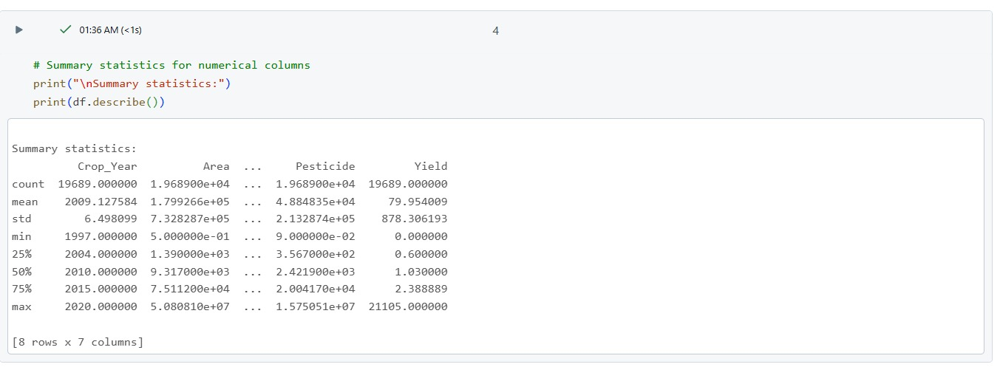 01:36 AM (<1s)
4
# Summary statistics for numerical columns
print("\nSummary statistics:")
print(df.describe())
Summary statistics:
Crop_Year Area ... Pesticide Yield
count 19689.000000 1.968900e+04 ... 1.968900e+04 19689.000000
mean 2009.127584 1.799266e+05 ... 4.884835e+04 79.954009
std 6.498099 7.328287e+05 ... 2.132874e+05 878.306193
min 1997.000000 5.000000e-01 ... 9.000000e-02 0.000000
25% 2004.000000 1.390000e+03 ... 3.567000e+02 0.600000
50% 2010.000000 9.317000e+03 ... 2.421900e+03 1.030000
75% 2015.000000 7.511200e+04 ... 2.004170e+04 2.388889
max 2020.000000 5.080810e+07 ... 1.575051e+07 21105.000000
[8 rows x 7 columns]